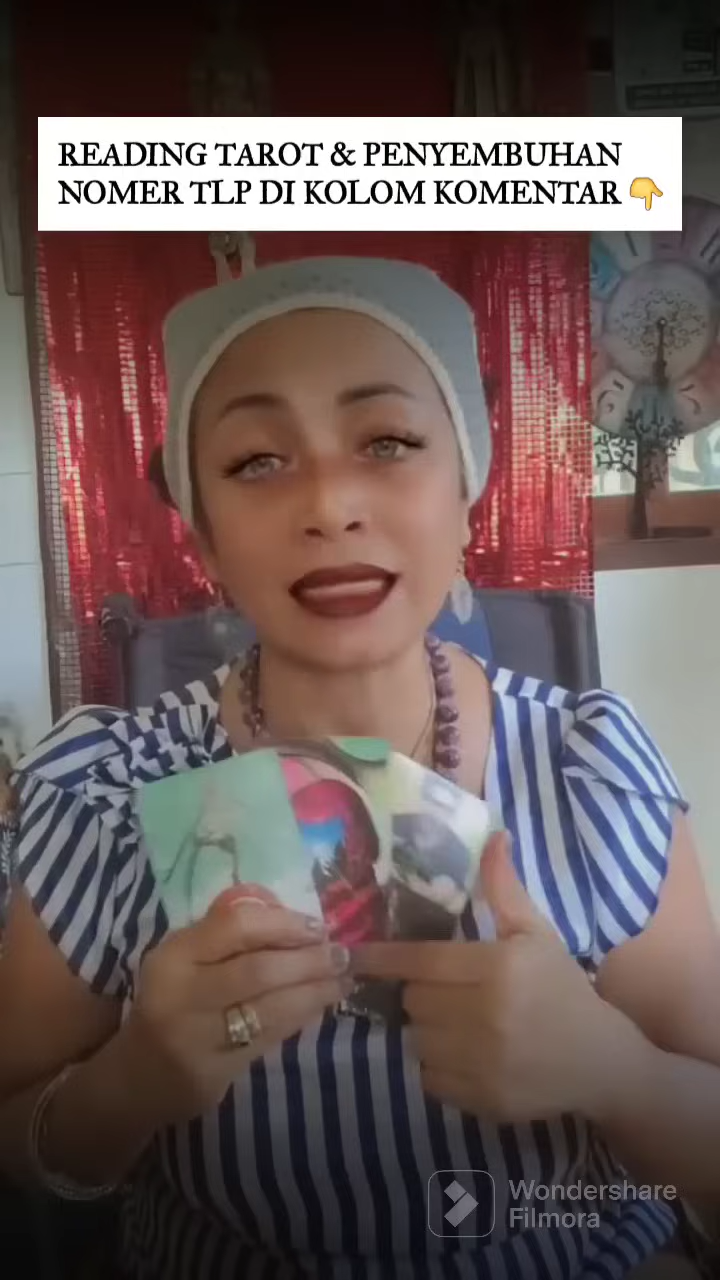 READING TAROT & PENYEMBUHAN
NOMER TLP DI KOLOM KOMENTAR 👇
Wondershare
Filmora